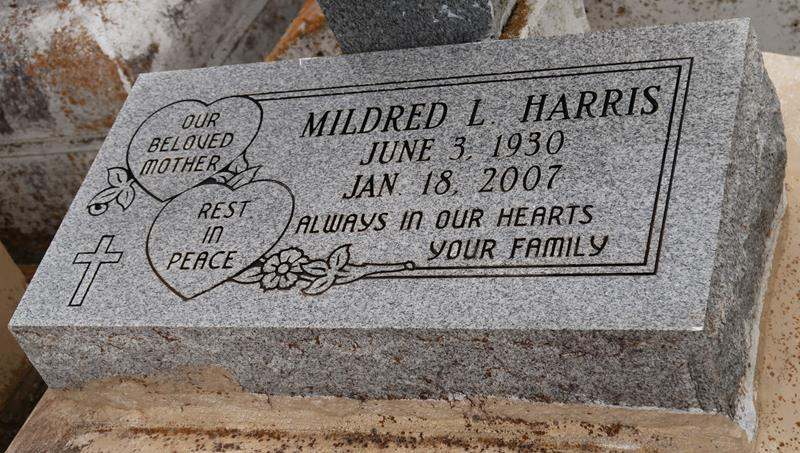 OUR
BELOVED
MOTHER
REST
IN
PEACE
MILDRED L. HARRIS
JUNE 3, 1930
JAN. 18, 2007
ALWAYS IN OUR HEARTS
YOUR FAMILY